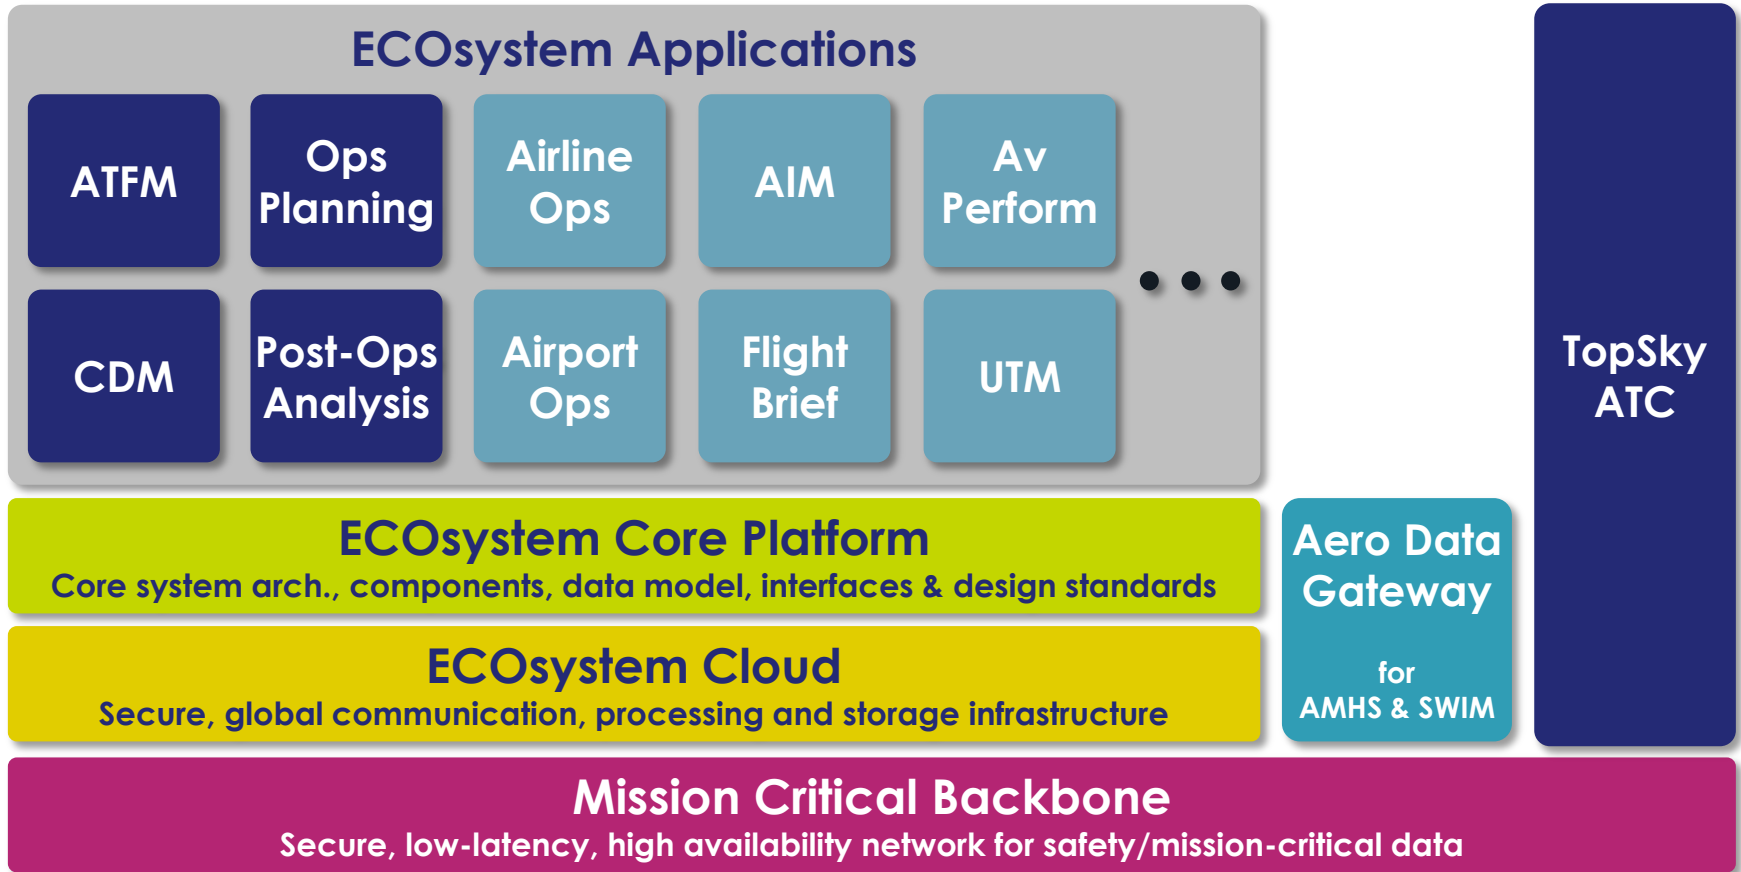 ECOsystem Applications
ATFM
Ops
Planning
Airline
Ops
AIM
Av
Perform
CDM
Post-Ops
Analysis
Airport
Ops
Flight
Brief
UTM
• • •
TopSky
ATC
ECOsystem Core Platform
Core system arch., components, data model, interfaces & design standards
Aero Data
Gateway
for
AMHS & SWIM
ECOsystem Cloud
Secure, global communication, processing and storage infrastructure
Mission Critical Backbone
Secure, low-latency, high availability network for safety/mission-critical data